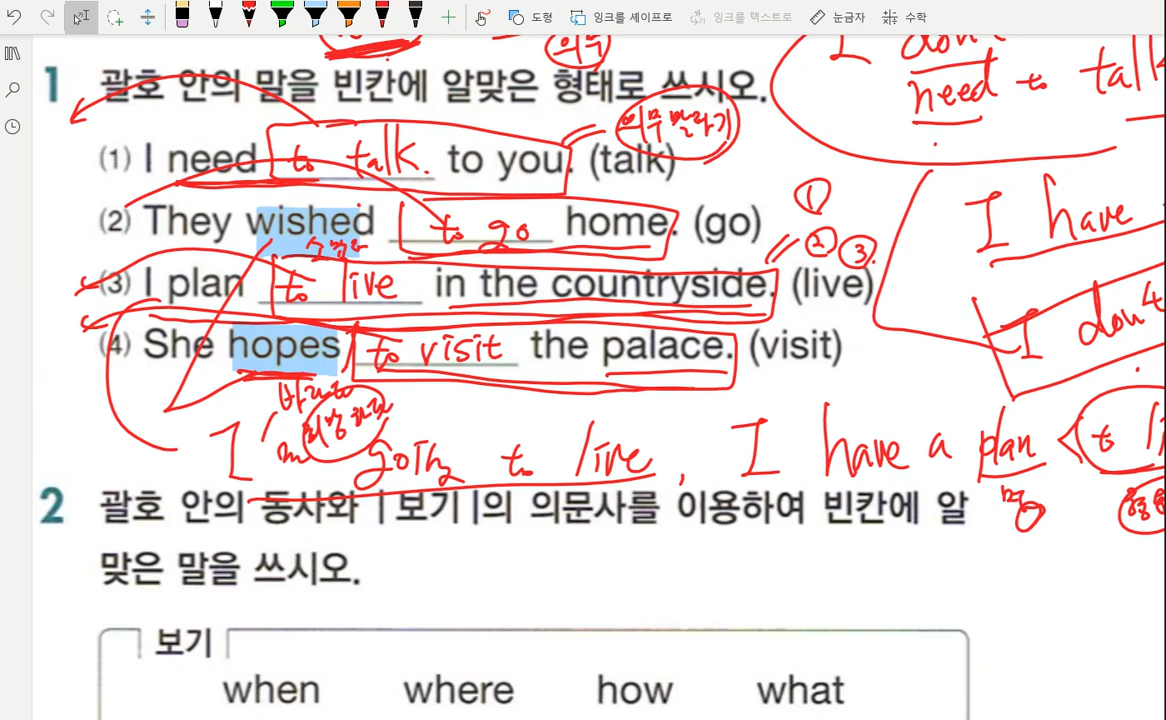 도형 잉크를 셰이프로 잉크를 텍스트로 눈금자 수학
의무
I don't
need to talk
1 괄호 안의 말을 빈칸에 알맞은 형태로 쓰시오.
(1) I need to talk. to you. (talk)
(2) They wished to go home. (go)
①
② ③.
I have
(3) I plan to live in the countryside. (live)
I don't
(4) She hopes to visit the palace. (visit)
I'm going to live, I have a plan
2 괄호 안의 동사와 |보기|의 의문사를 이용하여 빈칸에 알
맞은 말을 쓰시오.
보기
when where how what